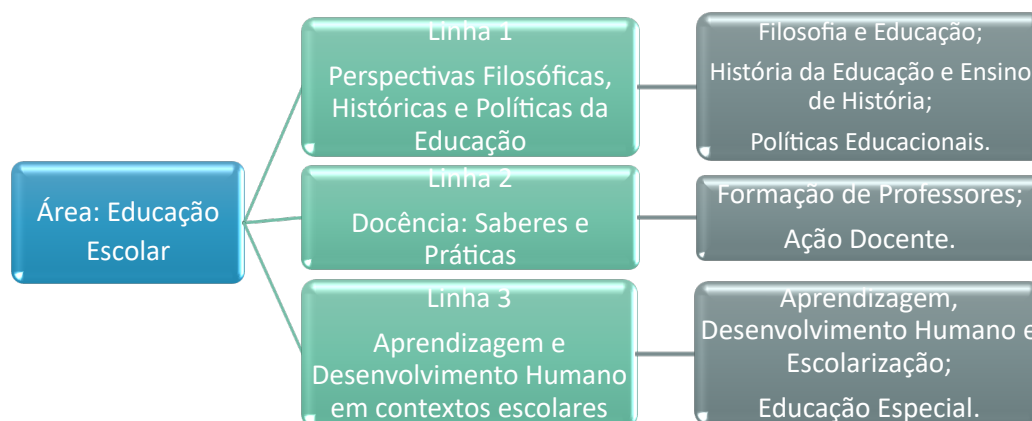 Área: Educação
Escolar
Linha 1
Perspectivas Filosóficas,
Históricas e Políticas da
Educação
Filosofia e Educação;
História da Educação e Ensino
de História;
Políticas Educacionais.
Linha 2
Docência: Saberes e
Práticas
Formação de Professores;
Ação Docente.
Linha 3
Aprendizagem e
Desenvolvimento Humano
em contextos escolares
Aprendizagem,
Desenvolvimento Humano e
Escolarização;
Educação Especial.